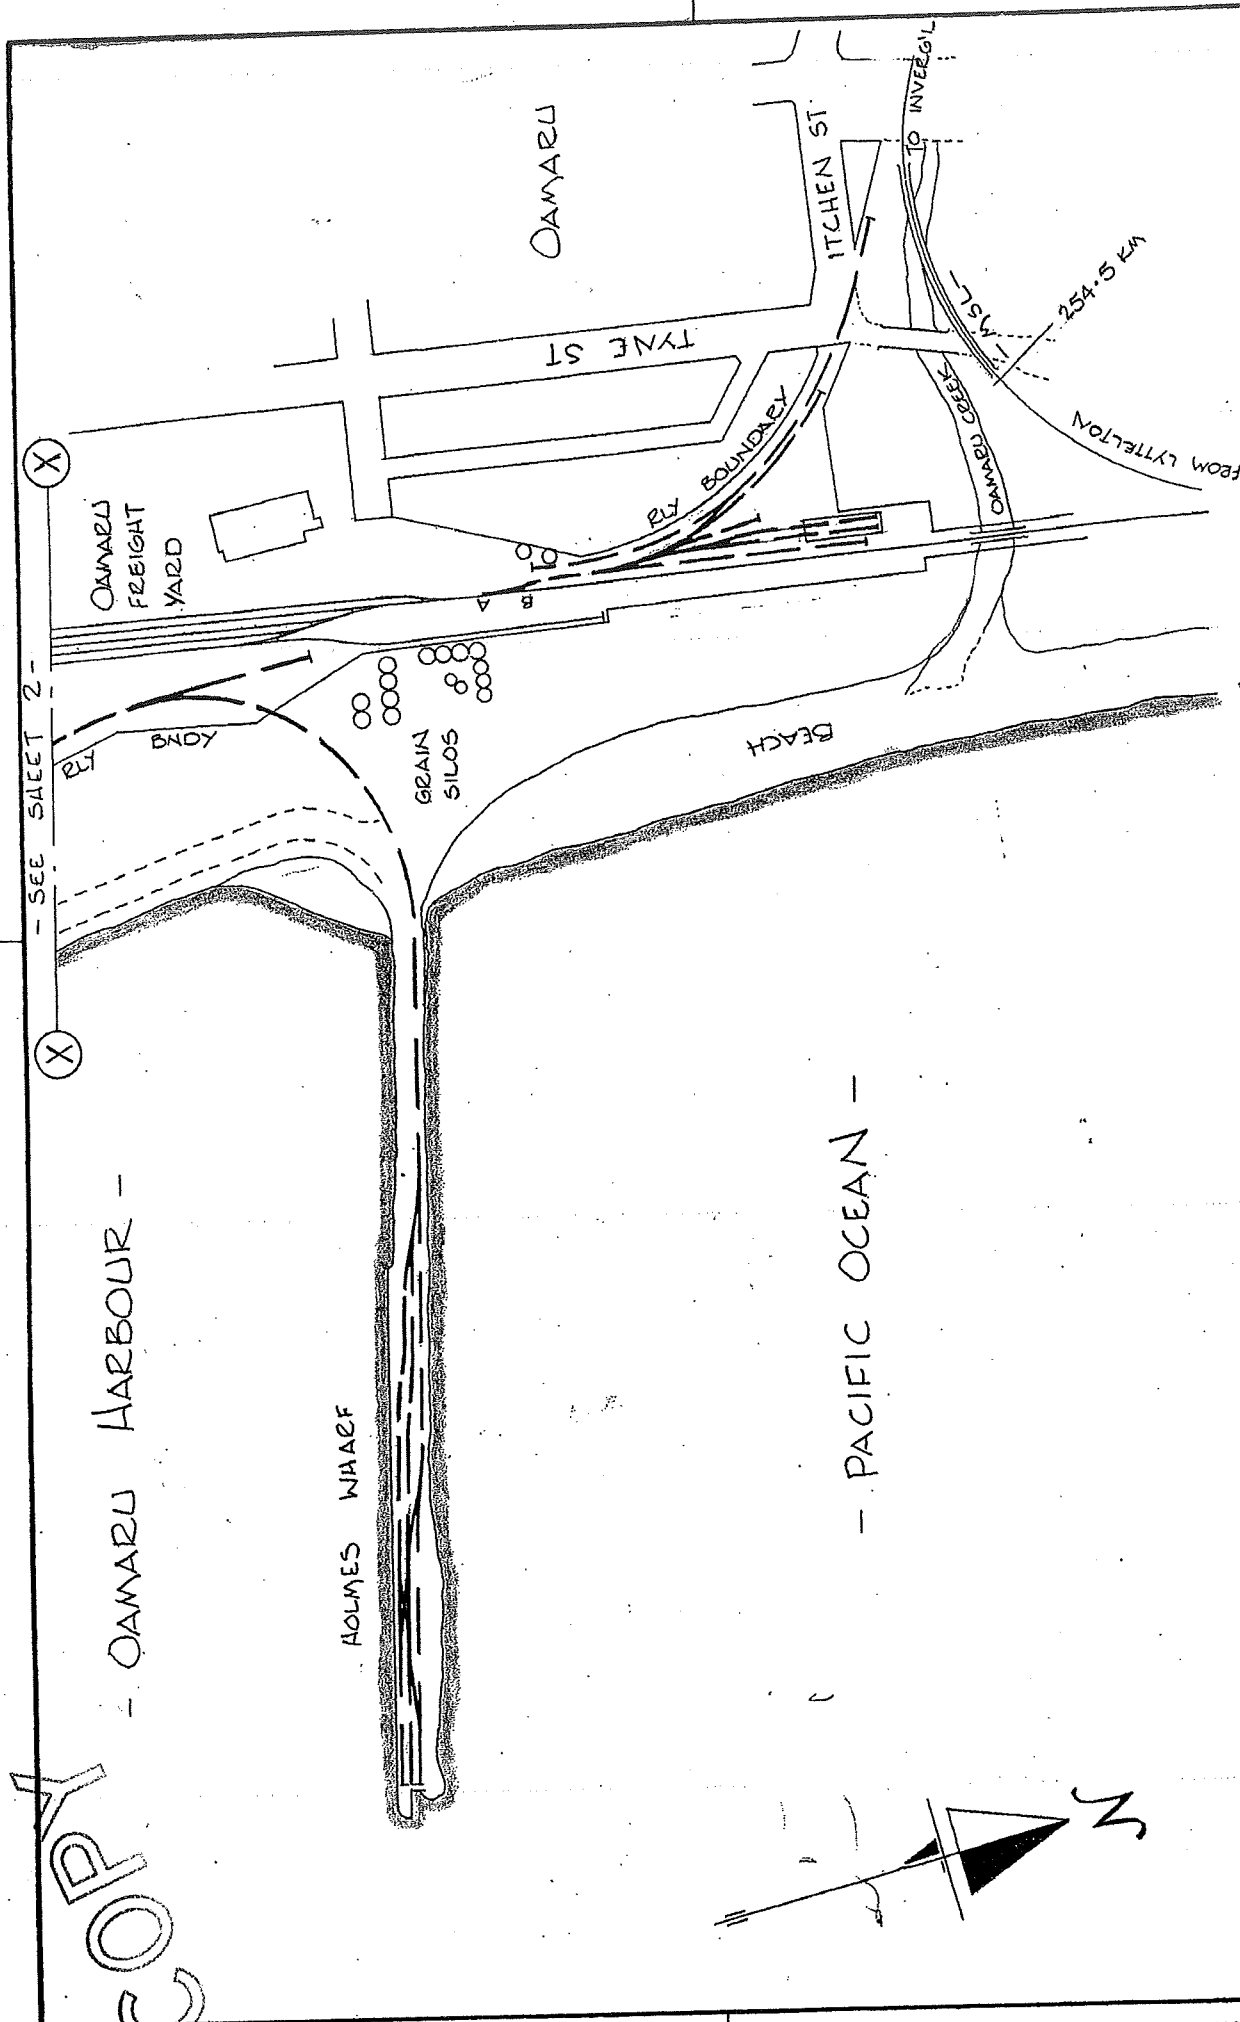 COPY
- SEE SHEET 2 -
X
X
- OAMARU HARBOUR -
HOLMES WHARF
- PACIFIC OCEAN -
N
OAMARU
FREIGHT
YARD
RLY
BNDY
GRAIN
SILOS
BEACH
A
B
OAMARU
TYNE ST
ITCHEN ST.
RLY BOUNDARY
OAMARU CREEK
MSL
254.5 KM
FROM LYTTELTON
TO INVERG'L